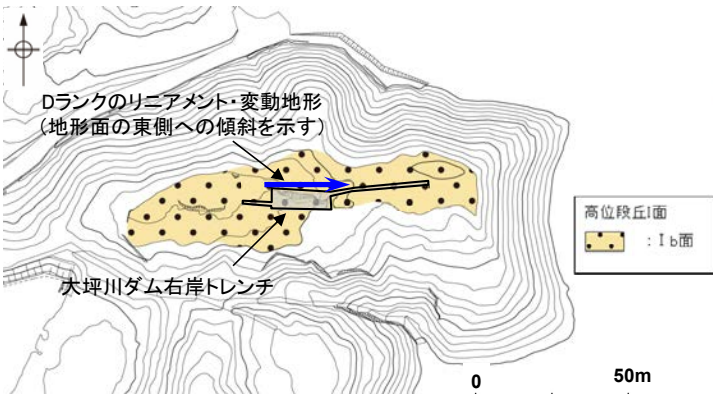 Dランクのリニアメント・変動地形
(地形面の東側への傾斜を示す)
大坪川ダム右岸トレンチ
高位段丘I面
：Ⅰb面
0 50m